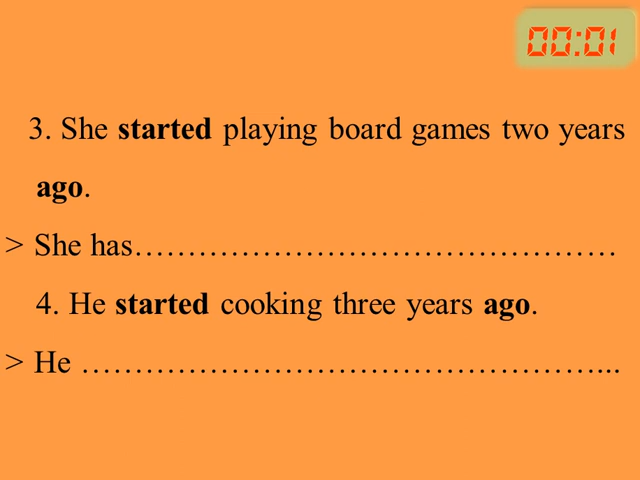 00:01
3. She started playing board games two years
ago.
> She has…………………………………………
4. He started cooking three years ago.
> He …………………………………………...